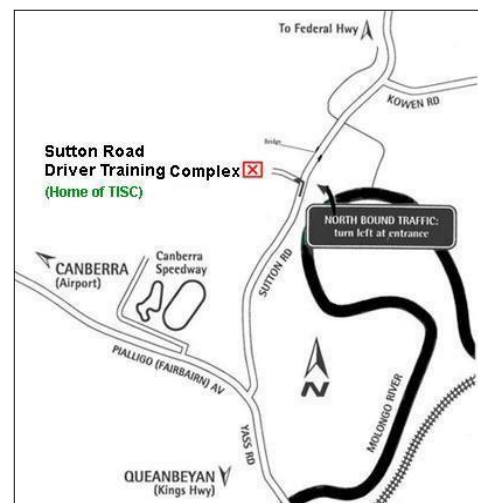 To Federal Hwy
KOWEN RD
Bridge
Sutton Road
Driver Training Complex
(Home of TISC)
NORTH BOUND TRAFFIC:
turn left at entrance
CANBERRA
(Airport)
Canberra
Speedway
SUTTON RD
PIALLIGO (FAIRBAIRN) AV
N
MOLONGO RIVER
YASS RD
QUEANBEYAN
(Kings Hwy)